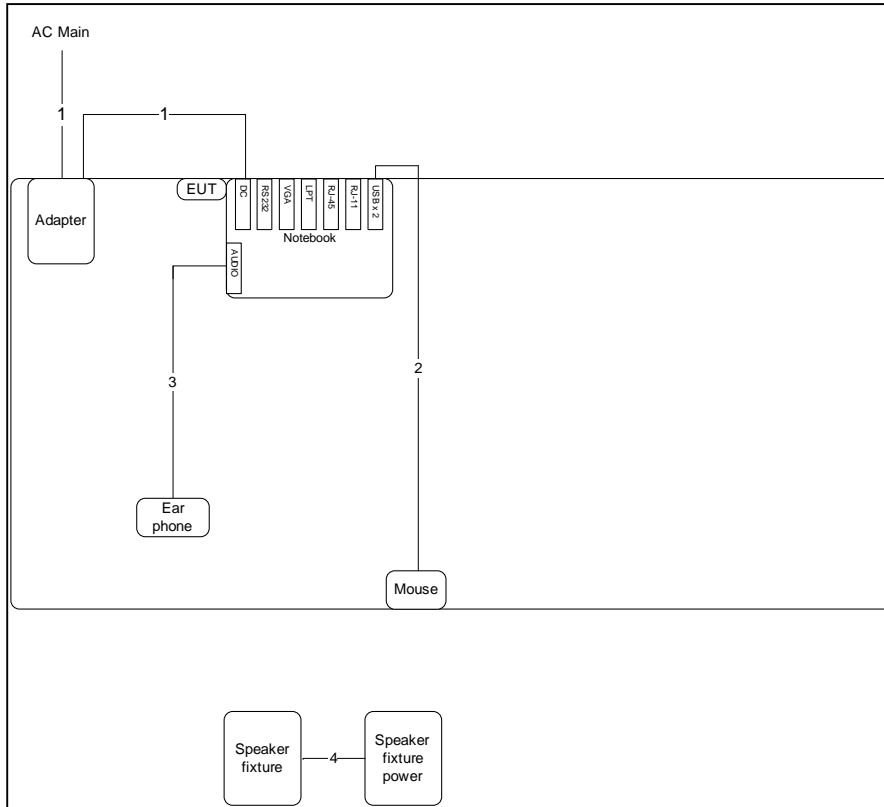 AC Main
1
1
EUT
DC
RS232
VGA
LPT
RJ-45
RJ-11
USB x 2
Adapter
Notebook
AUDIO
3
2
Ear
phone
Mouse
Speaker
fixture
4
Speaker
fixture
power